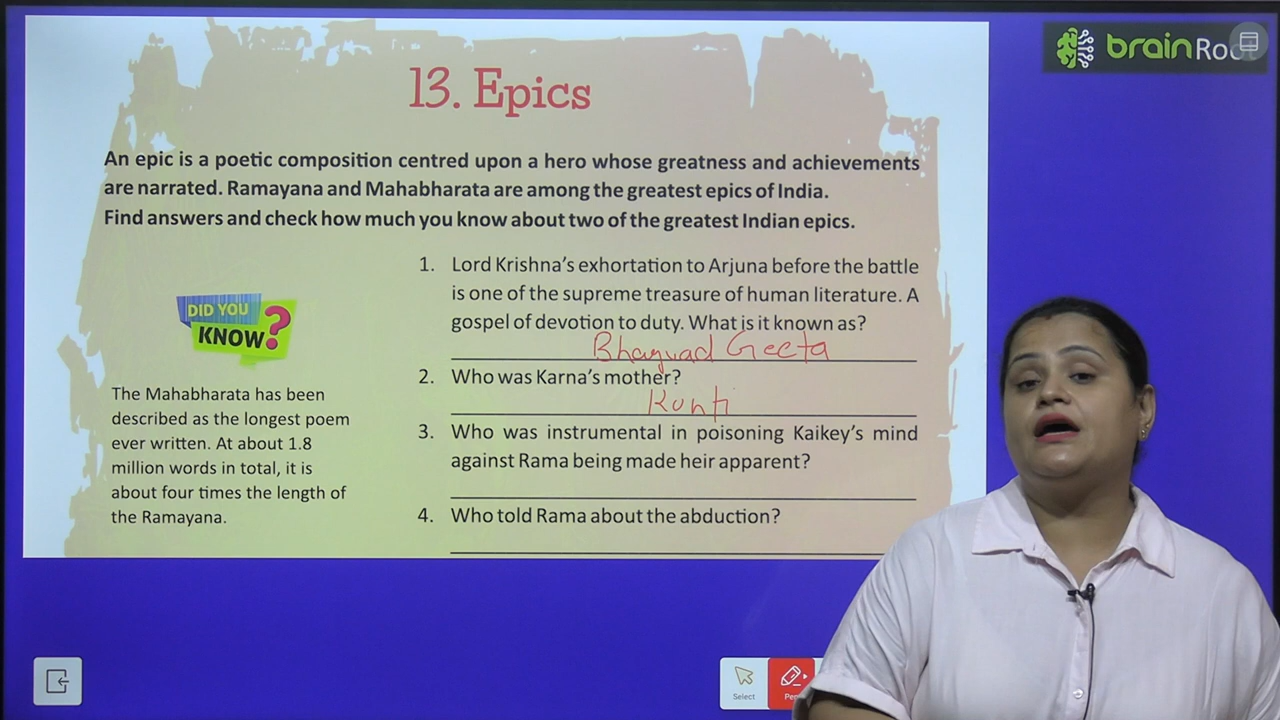 brainRoot
13. Epics
An epic is a poetic composition centred upon a hero whose greatness and achievements
are narrated. Ramayana and Mahabharata are among the greatest epics of India.
Find answers and check how much you know about two of the greatest Indian epics.
1. Lord Krishna's exhortation to Arjuna before the battle
is one of the supreme treasure of human literature. A
gospel of devotion to duty. What is it known as?
Bhagvad Geeta
2. Who was Karna's mother?
Kunti
3. Who was instrumental in poisoning Kaikey's mind
against Rama being made heir apparent?
4. Who told Rama about the abduction?
DID YOU
KNOW?
The Mahabharata has been
described as the longest poem
ever written. At about 1.8
million words in total, it is
about four times the length of
the Ramayana.
Select